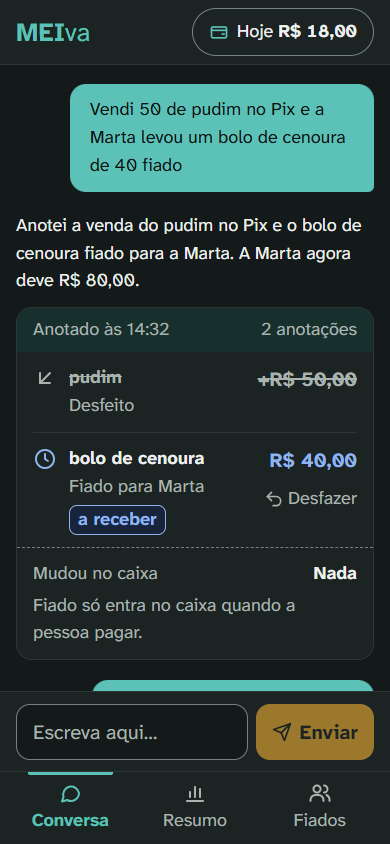 MEIva
Hoje R$ 18,00
Vendi 50 de pudim no Pix e a
Marta levou um bolo de cenoura
de 40 fiado
Anotei a venda do pudim no Pix e o bolo de
cenoura fiado para a Marta. A Marta agora
deve R$ 80,00.
Anotado às 14:32 2 anotações
pudim +R$ 50,00
Desfeito
bolo de cenoura R$ 40,00
Fiado para Marta Desfazer
a receber
Mudou no caixa Nada
Fiado só entra no caixa quando a
pessoa pagar.
Escreva aqui... Enviar
Conversa Resumo Fiados